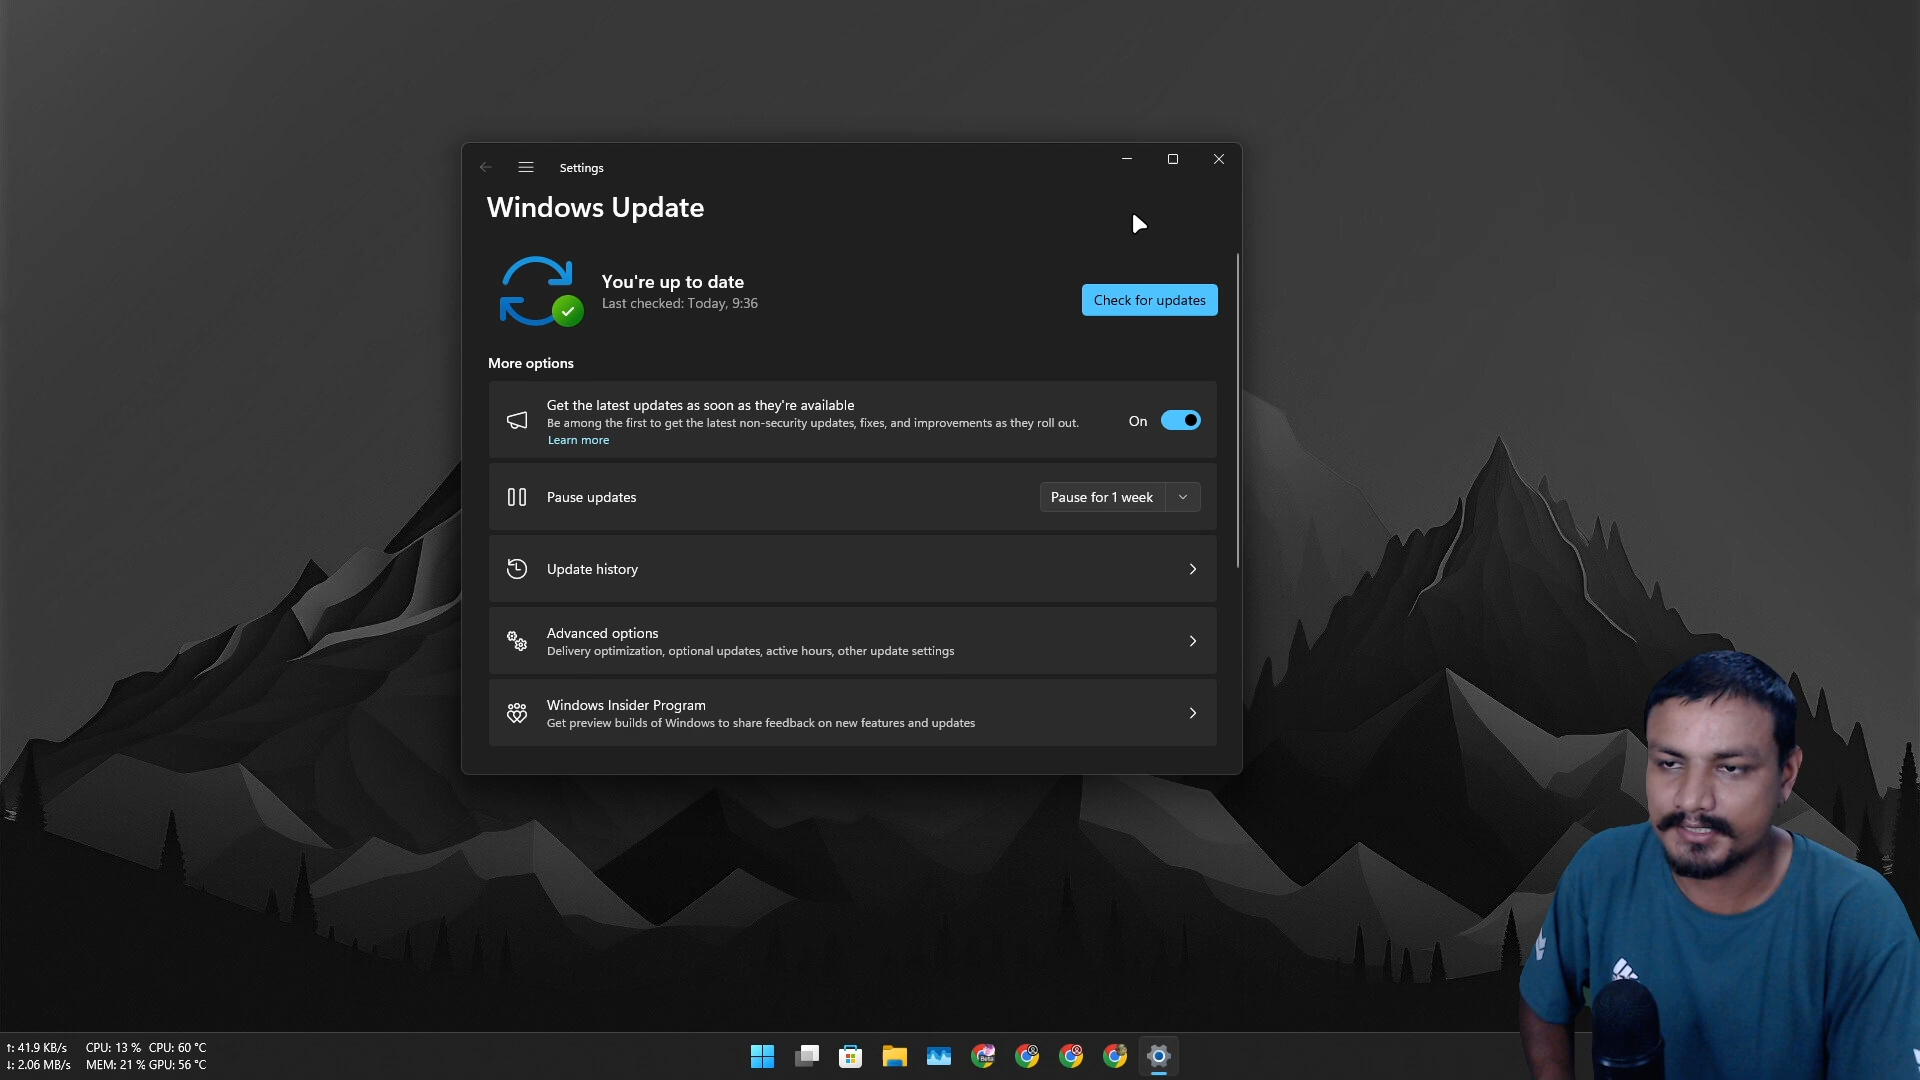 Settings
Windows Update
You're up to date
Last checked: Today, 9:36
Check for updates
More options
Get the latest updates as soon as they're available
Be among the first to get the latest non-security updates, fixes, and improvements as they roll out.
Learn more
On
Pause updates
Pause for 1 week
Update history
Advanced options
Delivery optimization, optional updates, active hours, other update settings
Windows Insider Program
Get preview builds of Windows to share feedback on new features and updates
↑: 41.9 KB/s CPU: 13 % CPU: 60 °C
↓: 2.06 MB/s MEM: 21 % GPU: 56 °C
Beta